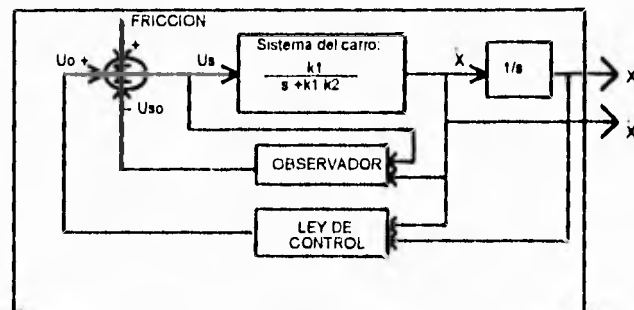 FRICCION
Uo +
+
Us
Sistema del carro:
k1
s +k1 k2
Ẋ
1/s
X
Ẋ
- Uso
OBSERVADOR
LEY DE
CONTROL